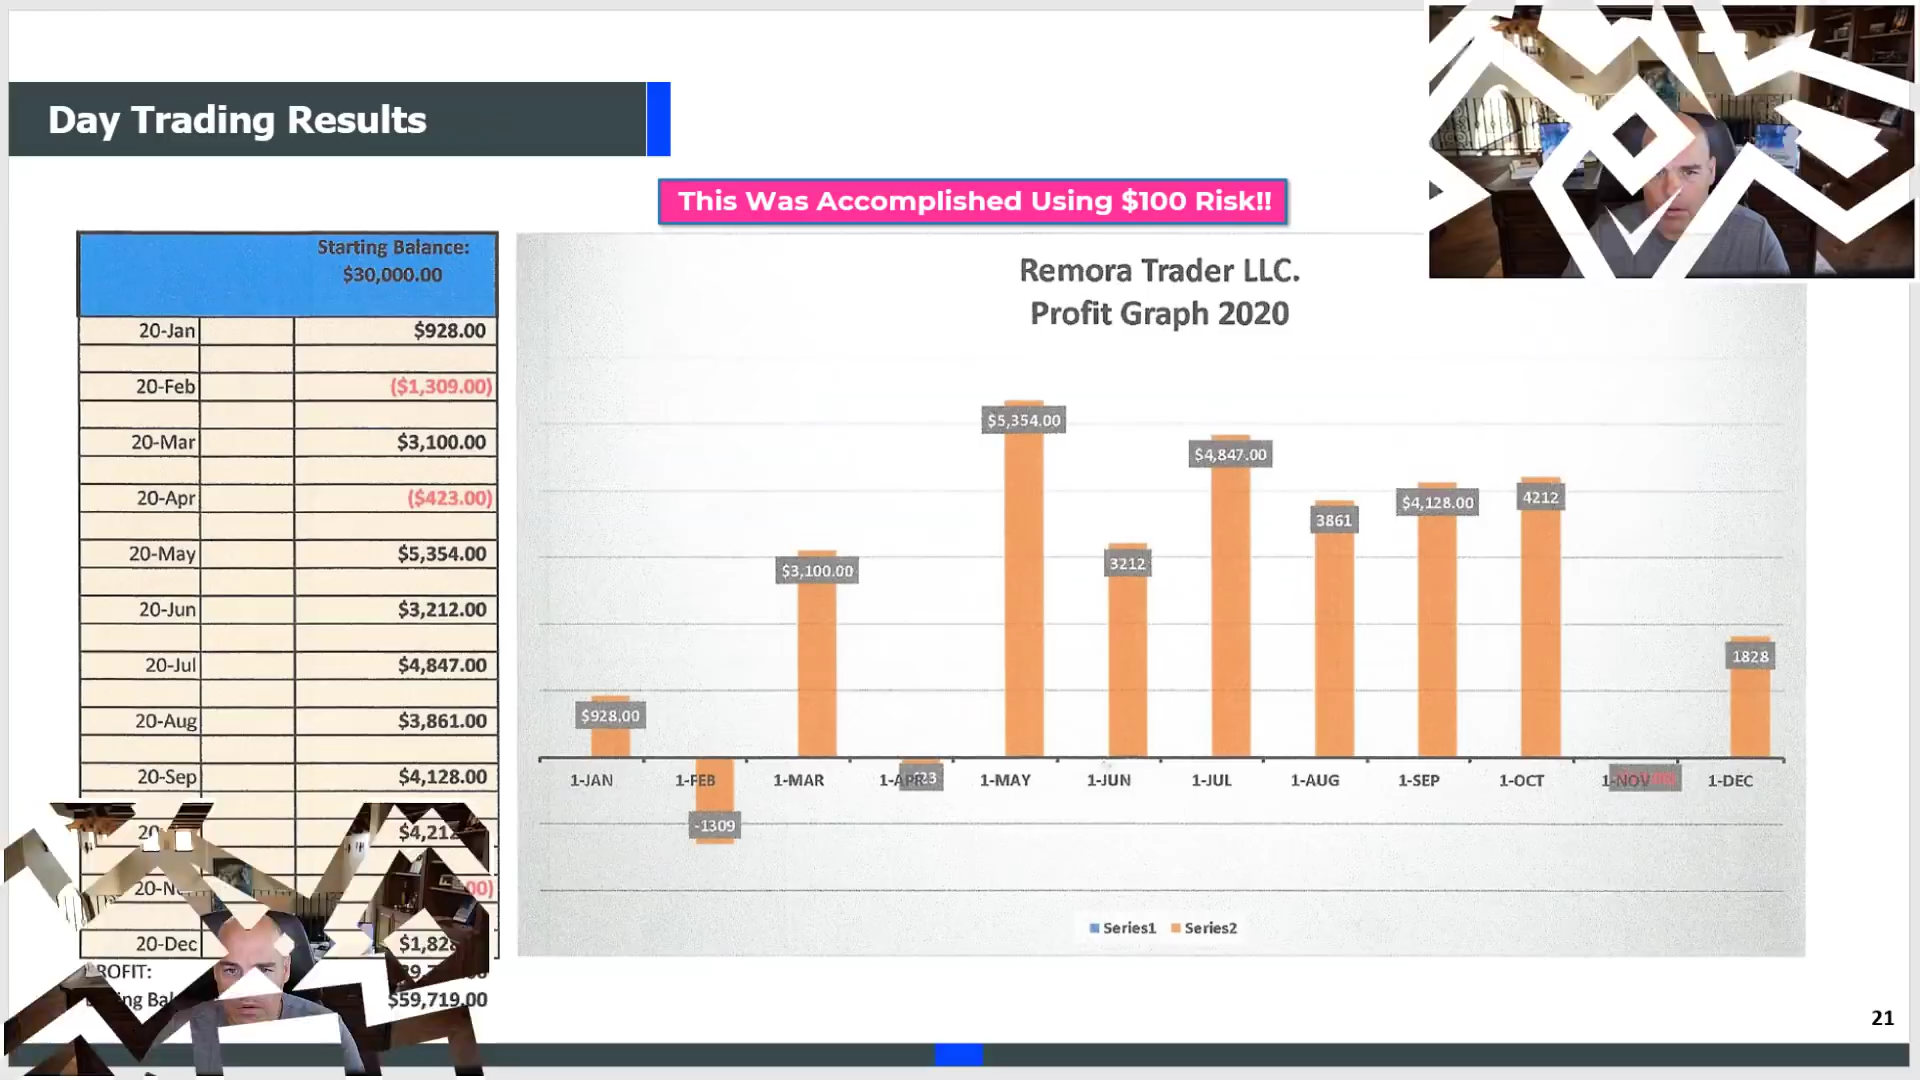 Day Trading Results
This Was Accomplished Using $100 Risk!!
Starting Balance:
$30,000.00
20-Jan $928.00
20-Feb ($1,309.00)
20-Mar $3,100.00
20-Apr ($423.00)
20-May $5,354.00
20-Jun $3,212.00
20-Jul $4,847.00
20-Aug $3,861.00
20-Sep $4,128.00
20-Dec
$59,719.00
Remora Trader LLC.
Profit Graph 2020
$5,354.00
$4,847.00
$4,128.00
4212
3861
$3,100.00
3212
1828
$928.00
1-JAN 1-FEB 1-MAR 1-APR 1-MAY 1-JUN 1-JUL 1-AUG 1-SEP 1-OCT 1-NOV 1-DEC
-1309
Series1 Series2
21